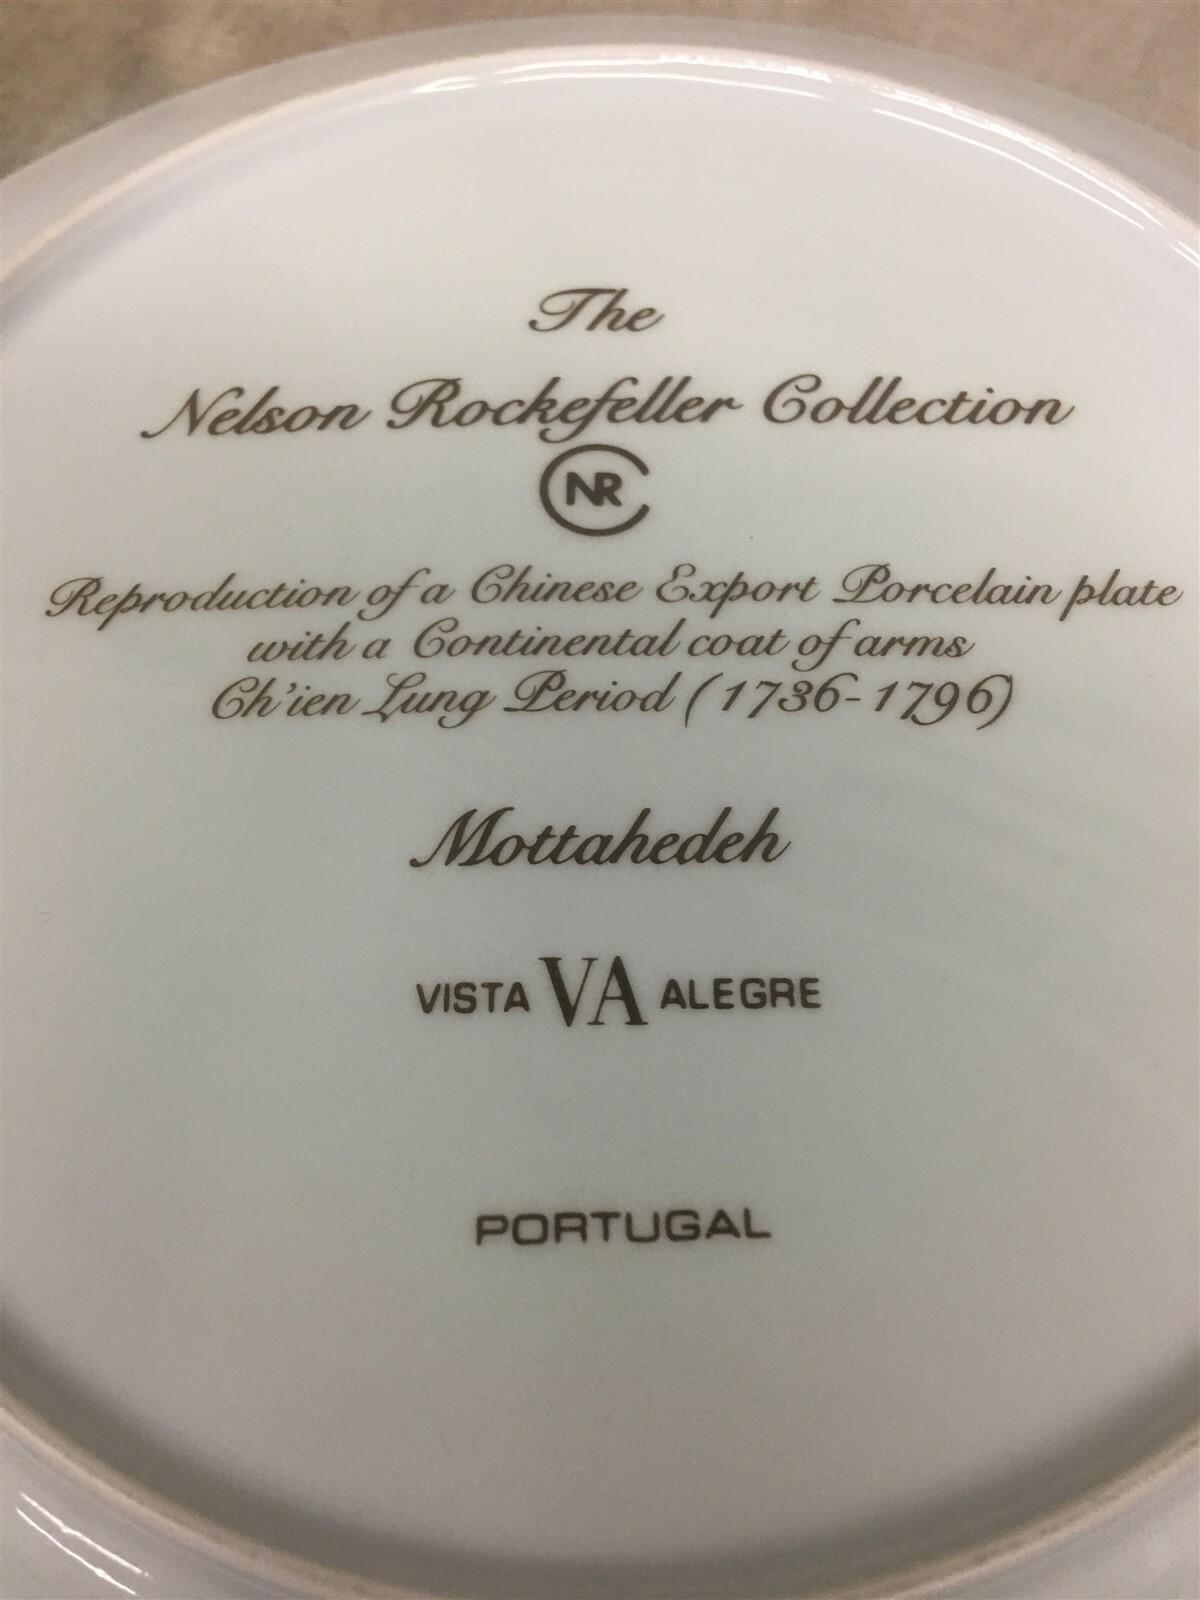 The
Nelson Rockefeller Collection
NR
Reproduction of a Chinese Export Porcelain plate
with a Continental coat of arms
Ch'ien Lung Period (1736-1796)
Mottahedeh
VISTA VA ALEGRE
PORTUGAL